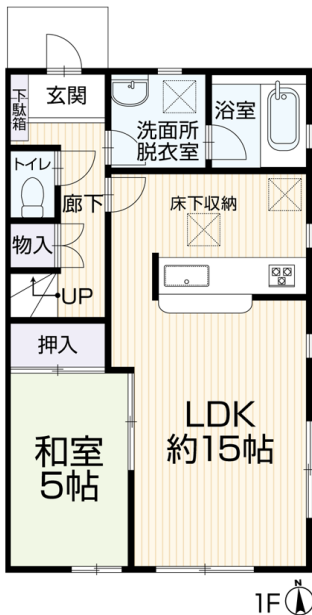 玄関
下駄箱
洗面所
脱衣室
浴室
トイレ
廊下
床下収納
物入
UP
押入
LDK
約15帖
和室
5帖
1F
N